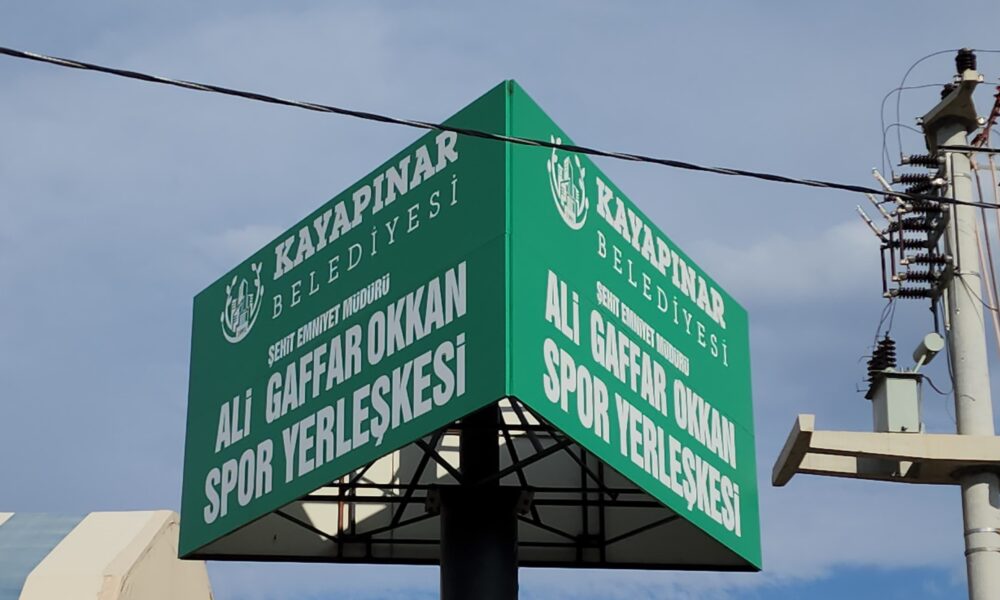 KAYAPINAR
BELEDİYESİ
ŞEHİT EMNİYET MÜDÜRÜ
ALİ GAFFAR OKKAN
SPOR YERLEŞKESİ
KAYAPINAR
BELEDİYESİ
ŞEHİT EMNİYET MÜDÜRÜ
ALİ GAFFAR OKKAN
SPOR YERLEŞKESİ